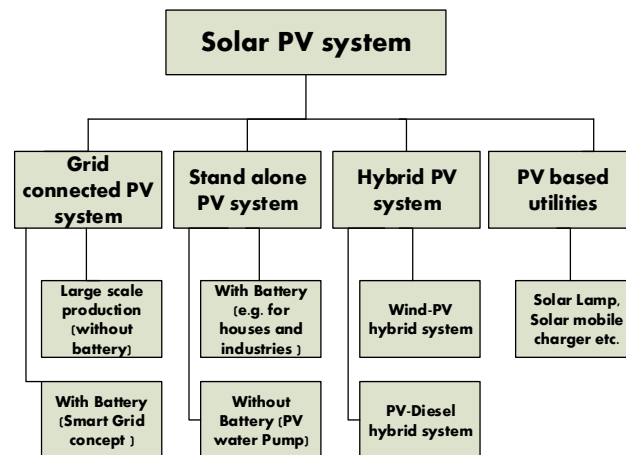 Solar PV system
Grid
connected PV
system
Stand alone
PV system
Hybrid PV
system
PV based
utilities
Large scale
production
(without
battery)
With Battery
(e.g. for
houses and
industries )
Wind-PV
hybrid system
Solar Lamp,
Solar mobile
charger etc.
With Battery
(Smart Grid
concept )
Without
Battery (PV
water Pump)
PV-Diesel
hybrid system